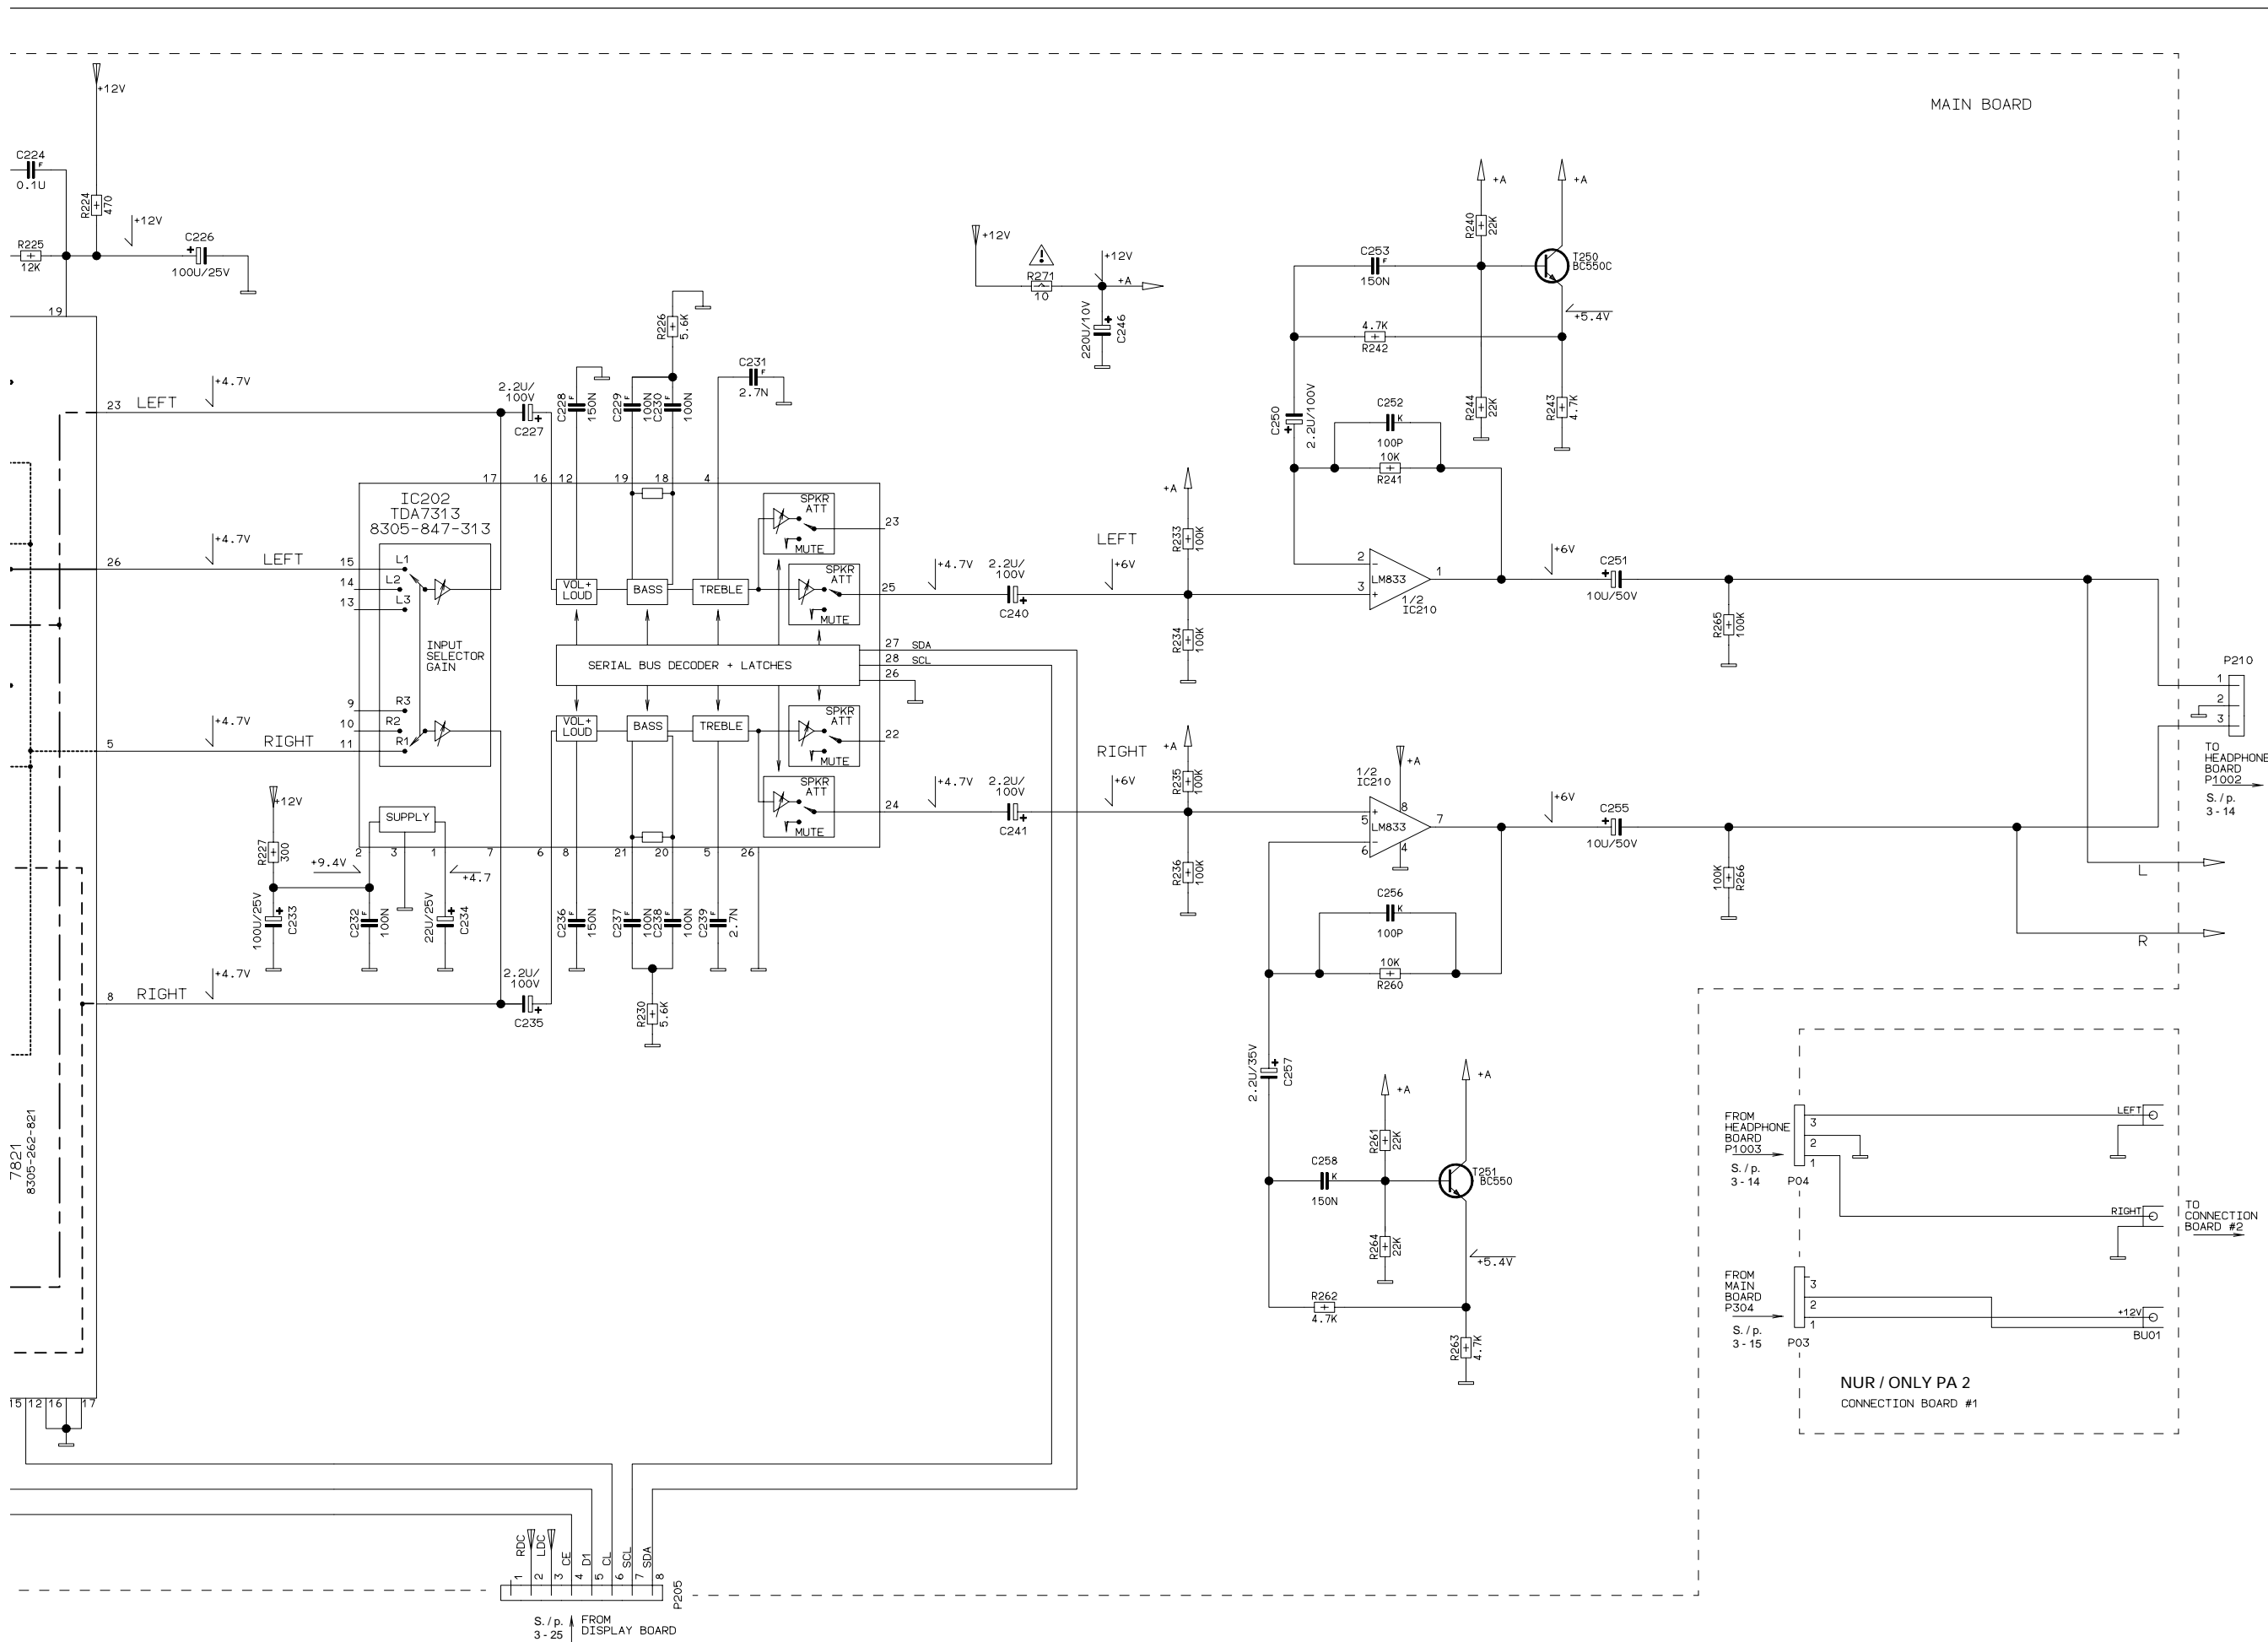 MAIN BOARD
+12V
C224
F
0.1U
R224
470
+12V
R225
12K
C226
100U/25V
19
23 LEFT
+4.7V
26
+4.7V
LEFT
5
+4.7V
RIGHT
8 RIGHT
+4.7V
7821
8305-262-821
15 12 16 17
2.2U/
100V
C227
C228
150N
F
C229
100N
F
C230
100N
F
R226
5.6K
C231
F
2.7N
17 16 12 19 18 4
IC202
TDA7313
8305-847-313
15 L1
14 L2
13 L3
INPUT
SELECTOR
GAIN
9 R3
10 R2
11 R1
SUPPLY
VOL+
LOUD
BASS
TREBLE
SPKR
ATT
MUTE
23
SPKR
ATT
MUTE
25
SERIAL BUS DECODER + LATCHES
27 SDA
28 SCL
26
VOL+
LOUD
BASS
TREBLE
SPKR
ATT
MUTE
22
SPKR
ATT
MUTE
24
2 3 1 7 6 8 21 20 5 26
+12V
R227
300
+9.4V
+4.7
100U/25V
C233
C232
100N
F
22U/25V
C234
C236
150N
F
C237
100N
F
C238
100N
F
C239
2.7N
F
R230
5.6K
2.2U/
100V
C235
+12V
R271
10
+12V
+A
220U/10V
C246
+4.7V
2.2U/
100V
C240
LEFT
+6V
+A
R233
100K
R234
100K
+4.7V
2.2U/
100V
C241
RIGHT
+6V
+A
R235
100K
R236
100K
+A
+A
R240
22K
C253
F
150N
T250
BC550C
+5.4V
4.7K
R242
R244
22K
R243
4.7K
C250
2.2U/100V
C252
K
100P
10K
R241
2
-
LM833
1
3
+
1/2
IC210
+6V
C251
10U/50V
R265
100K
1/2
IC210
+A
8
+
5
LM833
7
-
6
4
+6V
C255
10U/50V
100K
R266
C256
K
100P
10K
R260
2.2U/35V
C257
+A
+A
R261
22K
C258
K
150N
T251
BC550
R264
22K
+5.4V
R262
4.7K
R263
4.7K
P210
1
2
3
TO
HEADPHONE
BOARD
P1002
S. / p.
3 - 14
L
R
FROM
HEADPHONE
BOARD
P1003
S. / p.
3 - 14
3
2
1
P04
LEFT
RIGHT
TO
CONNECTION
BOARD #2
FROM
MAIN
BOARD
P304
S. / p.
3 - 15
3
2
1
P03
+12V
BU01
NUR / ONLY PA 2
CONNECTION BOARD #1
RDC
LDC
CE
D1
CL
SCL
SDA
1 2 3 4 5 6 7 8
P205
S. / p.
3 - 25
FROM
DISPLAY BOARD